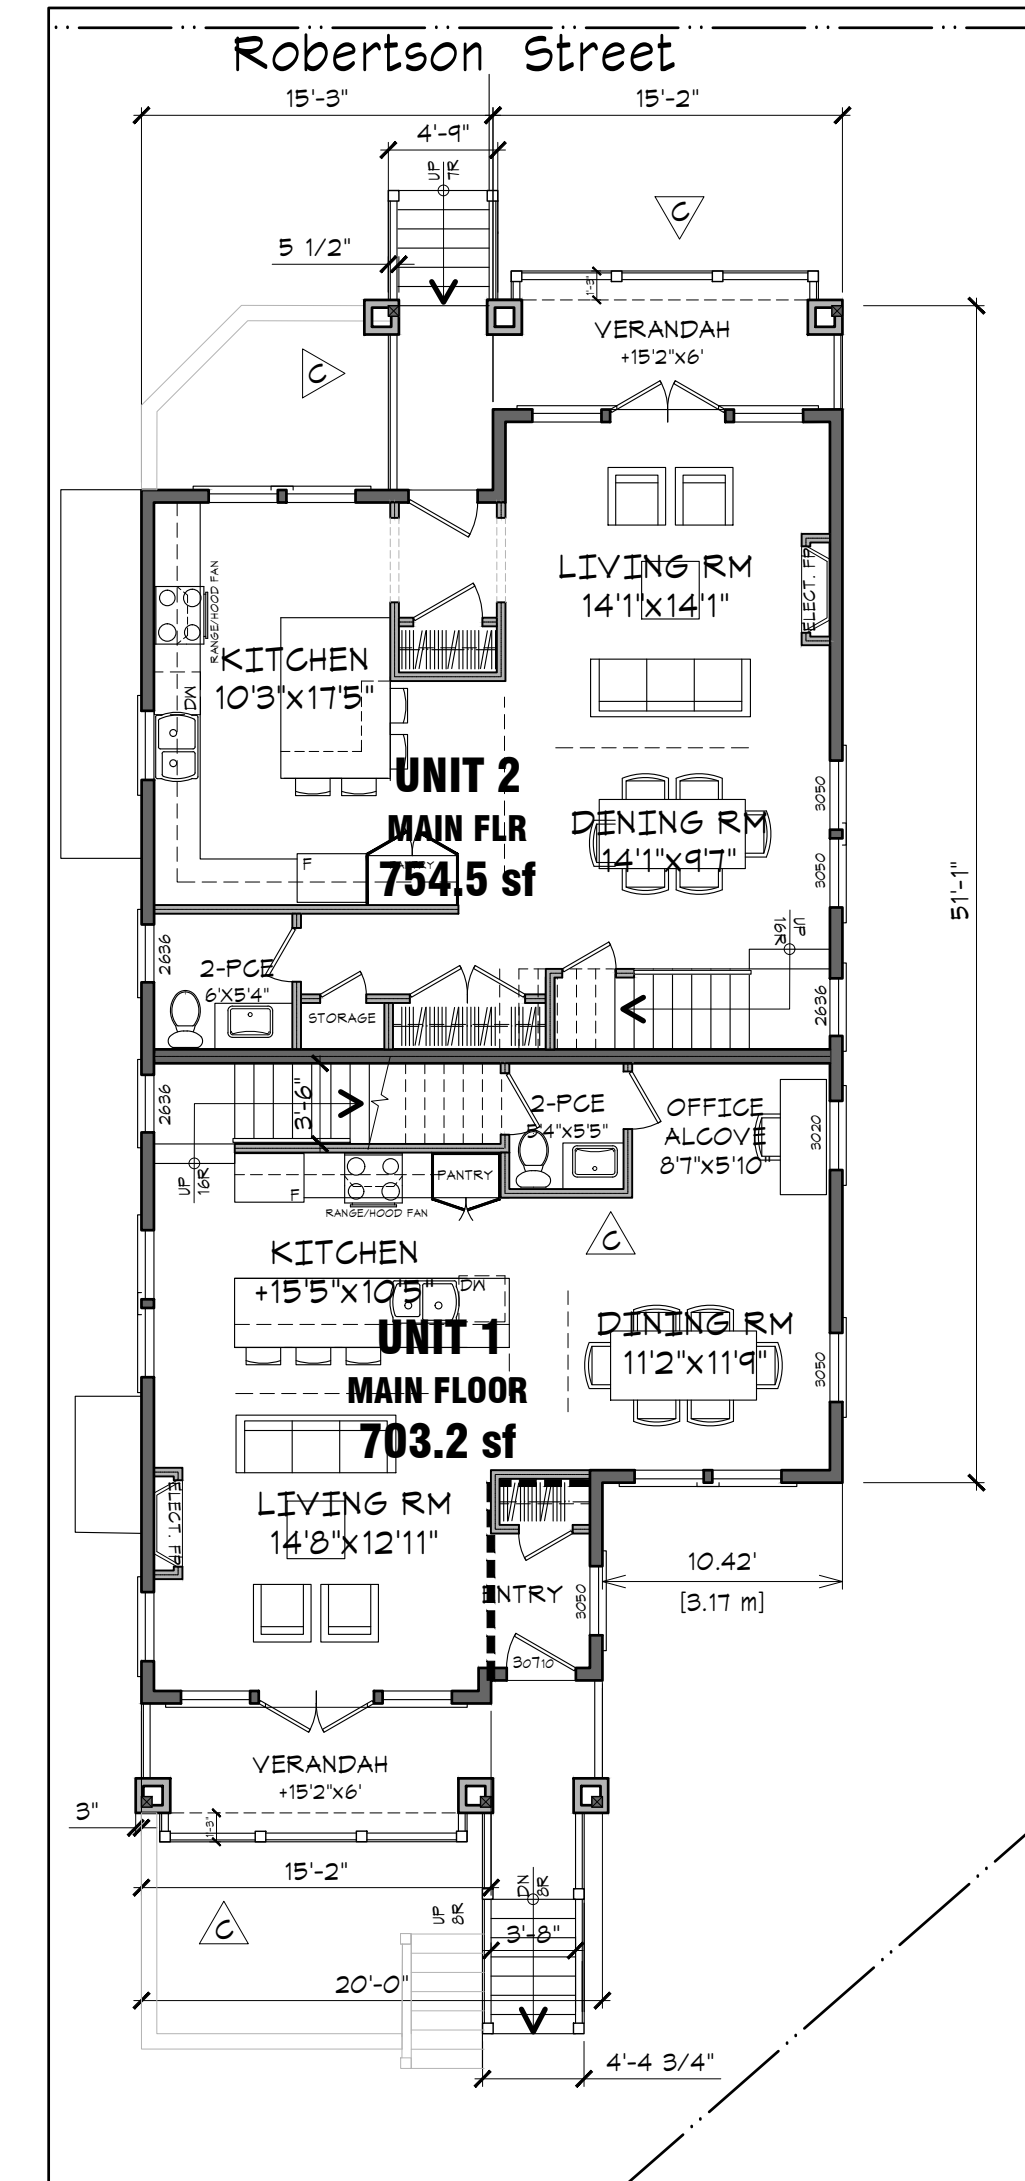 Robertson Street
15'-3"
15'-2"
4'-9"
UP
7R
C
5 1/2"
1'-3"
VERANDAH
+15'2"x6'
C
LIVING RM
14'1"x14'1"
ELECT. FP
RANGE/HOOD FAN
KITCHEN
10'3"x17'5"
DW
UNIT 2
MAIN FLR
754.5 sf
3050
DINING RM
14'1"x9'7"
3050
F
51'-1"
UP
16R
2636
2-PCE
6'X5'4"
STORAGE
2636
2636
3'-6"
2-PCE
5'4"x5'5"
OFFICE
ALCOVE
8'7"x5'10"
3020
UP
16R
F
PANTRY
RANGE/HOOD FAN
C
KITCHEN
+15'5"x10'5"
DW
UNIT 1
MAIN FLOOR
703.2 sf
DINING RM
11'2"x11'9"
3050
ELECT. FP
LIVING RM
14'8"x12'11"
10.42'
[3.17 m]
ENTRY
3050
30710
VERANDAH
+15'2"x6'
3"
1'-3"
15'-2"
DN
8R
UP
8R
C
3'-8"
20'-0"
4'-4 3/4"